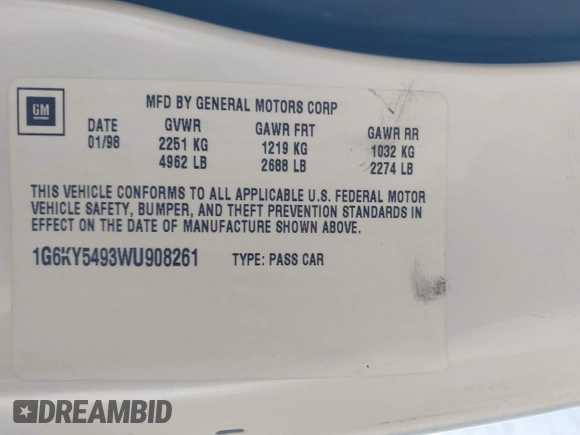 GM
MFD BY GENERAL MOTORS CORP
DATE GVWR GAWR FRT GAWR RR
01/98 2251 KG 1219 KG 1032 KG
4962 LB 2688 LB 2274 LB
THIS VEHICLE CONFORMS TO ALL APPLICABLE U.S. FEDERAL MOTOR
VEHICLE SAFETY, BUMPER, AND THEFT PREVENTION STANDARDS IN
EFFECT ON THE DATE OF MANUFACTURE SHOWN ABOVE.
1G6KY5493WU908261 TYPE: PASS CAR
DREAMBID